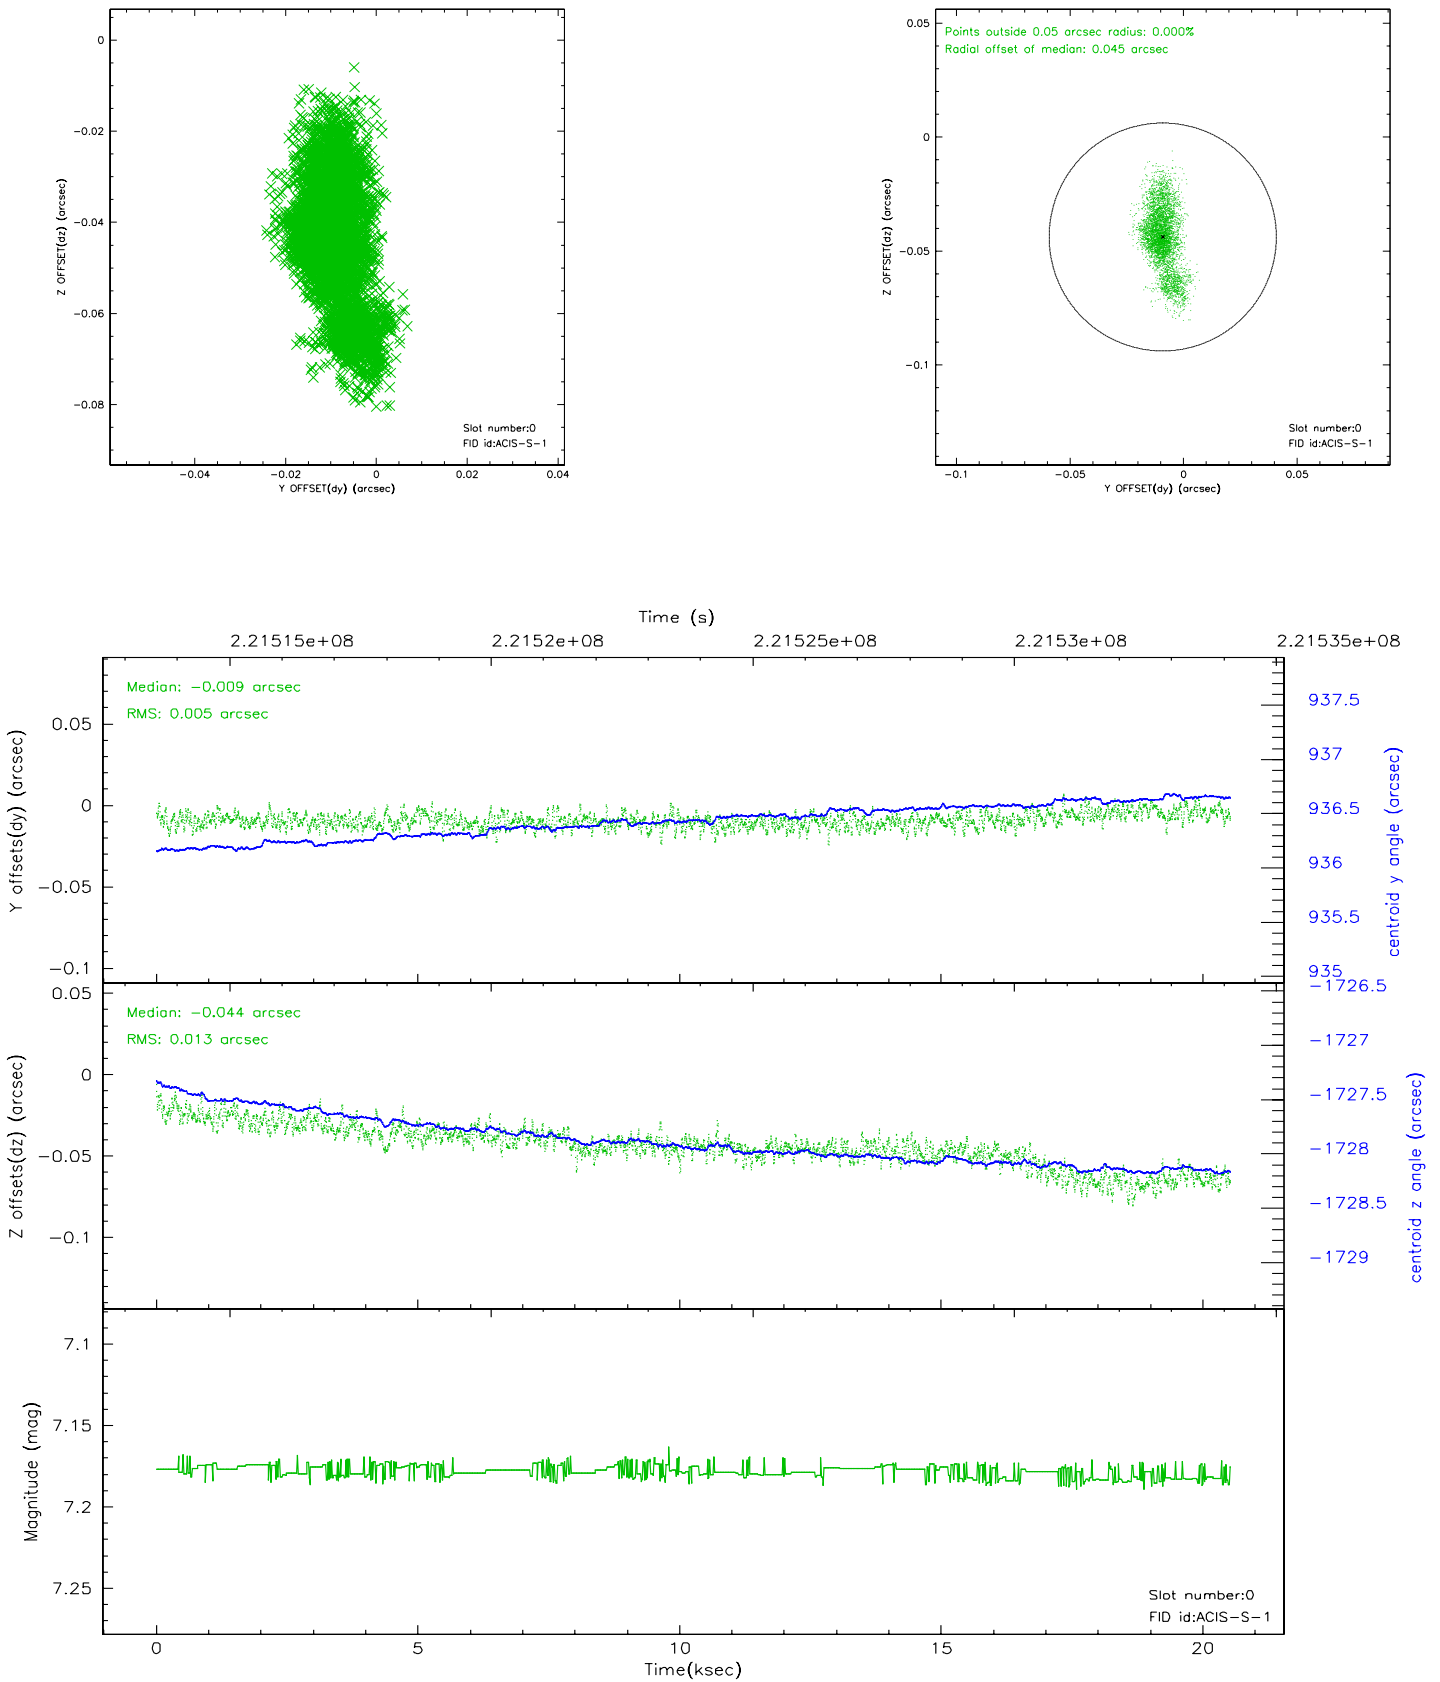 0
−0.02
−0.04
−0.06
−0.08
Z OFFSET(dz) (arcsec)
−0.04
−0.02
0
0.02
0.04
Y OFFSET(dy) (arcsec)
Slot number:0
FID id:ACIS−S−1
Points outside 0.05 arcsec radius: 0.000%
Radial offset of median: 0.045 arcsec
0.05
0
−0.05
−0.1
Z OFFSET(dz) (arcsec)
−0.1
−0.05
0
0.05
Y OFFSET(dy) (arcsec)
Slot number:0
FID id:ACIS−S−1
Time (s)
2.21515e+08
2.2152e+08
2.21525e+08
2.2153e+08
2.21535e+08
Median: −0.009 arcsec
RMS: 0.005 arcsec
0.05
0
−0.05
−0.1
Y offsets(dy) (arcsec)
937.5
937
936.5
936
935.5
935
centroid y angle (arcsec)
Median: −0.044 arcsec
RMS: 0.013 arcsec
0.05
0
−0.05
−0.1
Z offsets(dz) (arcsec)
−1726.5
−1727
−1727.5
−1728
−1728.5
−1729
centroid z angle (arcsec)
7.1
7.15
7.2
7.25
Magnitude (mag)
Slot number:0
FID id:ACIS−S−1
0
5
10
15
20
Time(ksec)